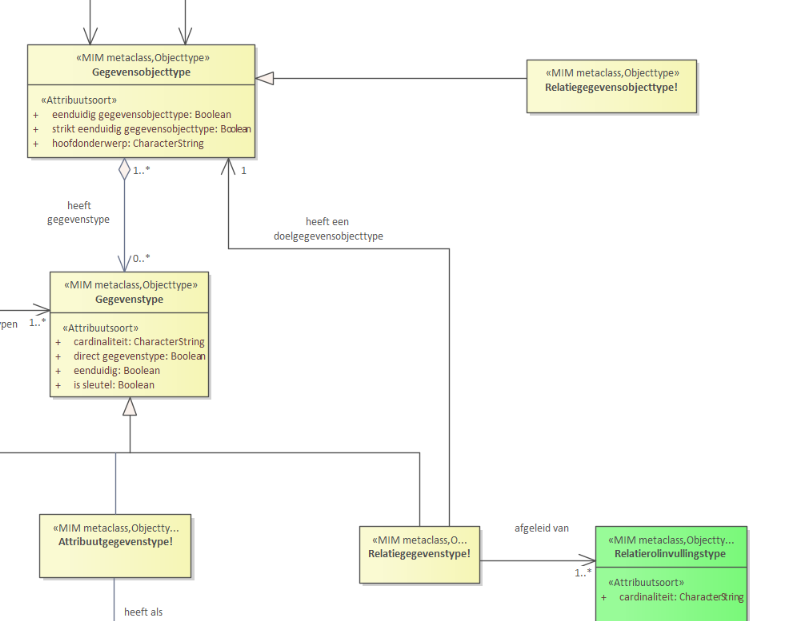 «MIM metaclass,Objecttype»
Gegevensobjecttype
«Attribuutsoort»
+ eenduidig gegevensobjecttype: Boolean
+ strikt eenduidig gegevensobjecttype: Boolean
+ hoofdonderwerp: CharacterString
«MIM metaclass,Objecttype»
Relatiegegevensobjecttype!
1..*
1
heeft
gegevenstype
heeft een
doelgegevensobjecttype
0..*
«MIM metaclass,Objecttype»
Gegevenstype
«Attribuutsoort»
+ cardinaliteit: CharacterString
+ direct gegevenstype: Boolean
+ eenduidig: Boolean
+ is sleutel: Boolean
ypen
1..*
«MIM metaclass,Objectty...
Attribuutgegevenstype!
«MIM metaclass,O...
Relatiegegevenstype!
afgeleid van
1..*
«MIM metaclass,Objectty...
Relatierolinvullingstype
«Attribuutsoort»
+ cardinaliteit: CharacterString
heeft als